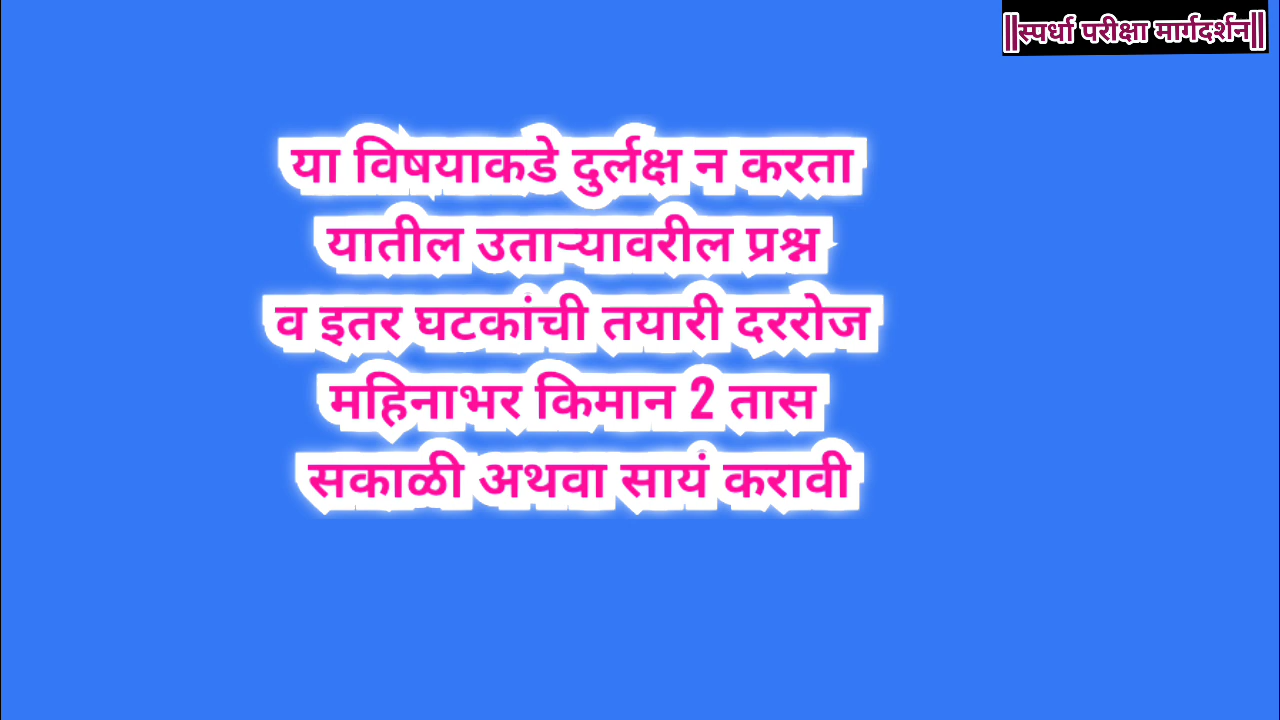 ||स्पर्धा परीक्षा मार्गदर्शन||
या विषयाकडे दुर्लक्ष न करता
यातील उताऱ्यावरील प्रश्न
व इतर घटकांची तयारी दररोज
महिनाभर किमान 2 तास
सकाळी अथवा सायं करावी